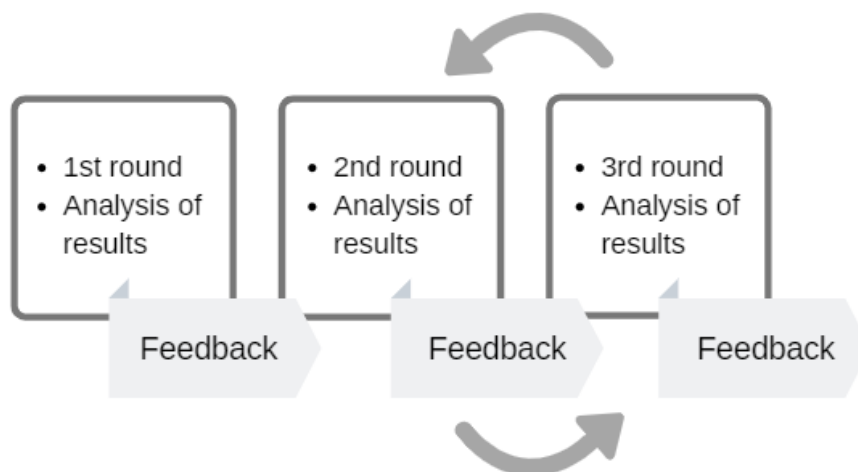 • 1st round
• Analysis of
results
Feedback
• 2nd round
• Analysis of
results
Feedback
• 3rd round
• Analysis of
results
Feedback